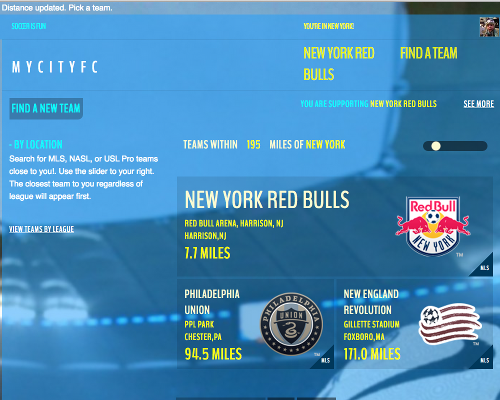 Distance updated. Pick a team.
SOCCER IS FUN
YOU'RE IN NEW YORK!
MYCITYFC
NEW YORK RED BULLS
FIND A TEAM
FIND A NEW TEAM
YOU ARE SUPPORTING NEW YORK RED BULLS
SEE MORE
- BY LOCATION
Search for MLS, NASL, or USL Pro teams
close to you!. Use the slider to your right.
The closest team to you regardless of
league will appear first.
VIEW TEAMS BY LEAGUE
TEAMS WITHIN 195 MILES OF NEW YORK
NEW YORK RED BULLS
RED BULL ARENA, HARRISON, NJ
HARRISON,NJ
7.7 MILES
Red Bull
NEW YORK
TM
MLS
PHILADELPHIA
UNION
PPL PARK
CHESTER,PA
94.5 MILES
PHILADELPHIA
UNION
TM
MLS
NEW ENGLAND
REVOLUTION
GILLETTE STADIUM
FOXBORO,MA
171.0 MILES
MLS